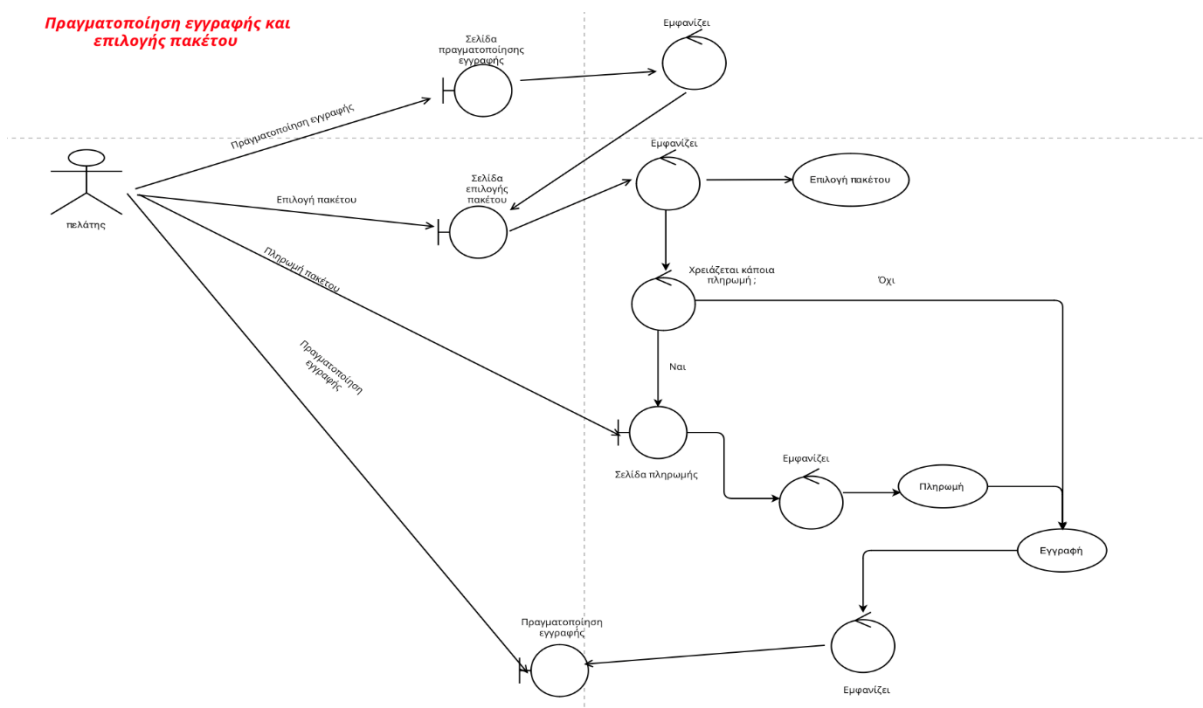 Πραγματοποίηση εγγραφής και
επιλογής πακέτου
Εμφανίζει
Σελίδα
πραγματοποίησης
εγγραφής
Πραγματοποίηση εγγραφής
Εμφανίζει
Σελίδα
επιλογής
πακέτου
Επιλογή πακέτου
Επιλογή πακέτου
πελάτης
Πληρωμή πακέτου
Χρειάζεται κάποια
πληρωμή ;
Όχι
Πραγματοποίηση
εγγραφής
Ναι
Σελίδα πληρωμής
Εμφανίζει
Πληρωμή
Εγγραφή
Πραγματοποίηση
εγγραφής
Εμφανίζει